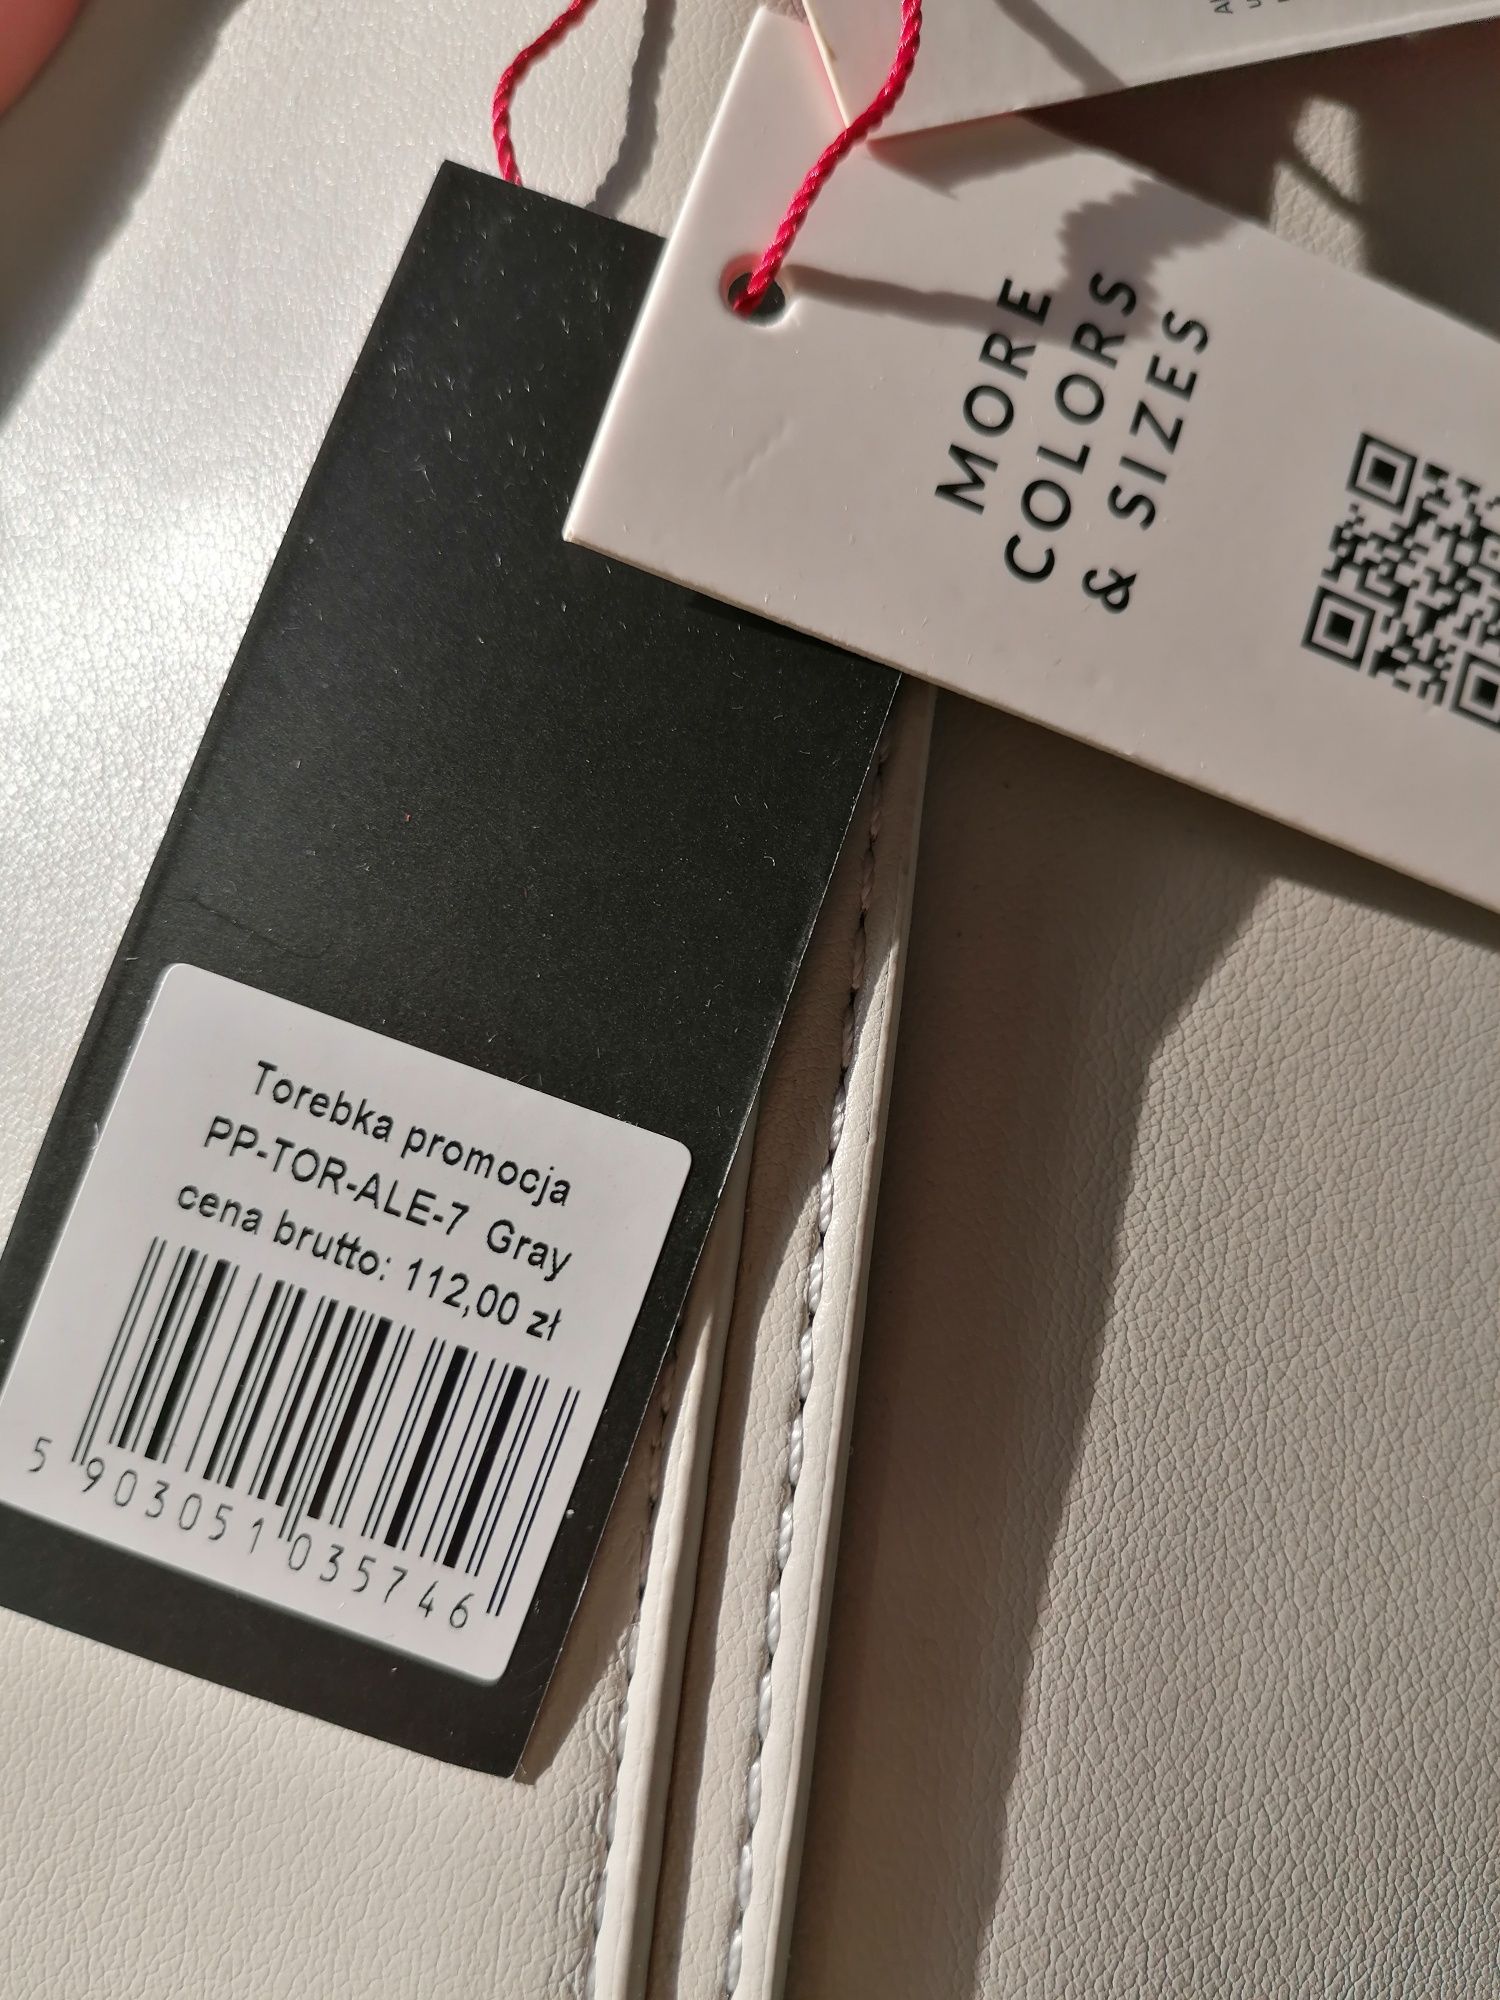 MORE
COLORS
& SIZES
Torebka promocja
PP-TOR-ALE-7 Gray
cena brutto: 112,00 zł
5 903051 035746